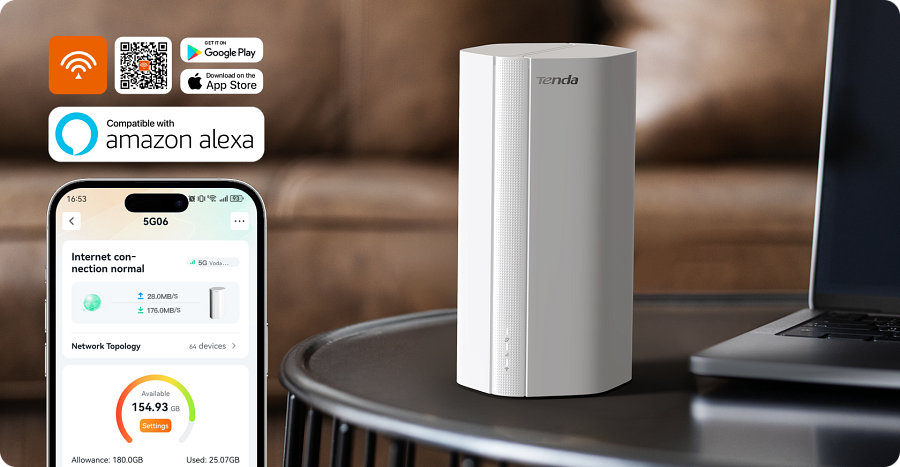 GET IT ON
Google Play
Download on the
App Store
Compatible with
amazon alexa
Tenda
16:53
93
5G06
Internet con-
nection normal
5G Voda...
28.0MB/S
176.0MB/S
Network Topology
64 devices
Available
154.93 GB
Settings
Allowance: 180.0GB
Used: 25.07GB